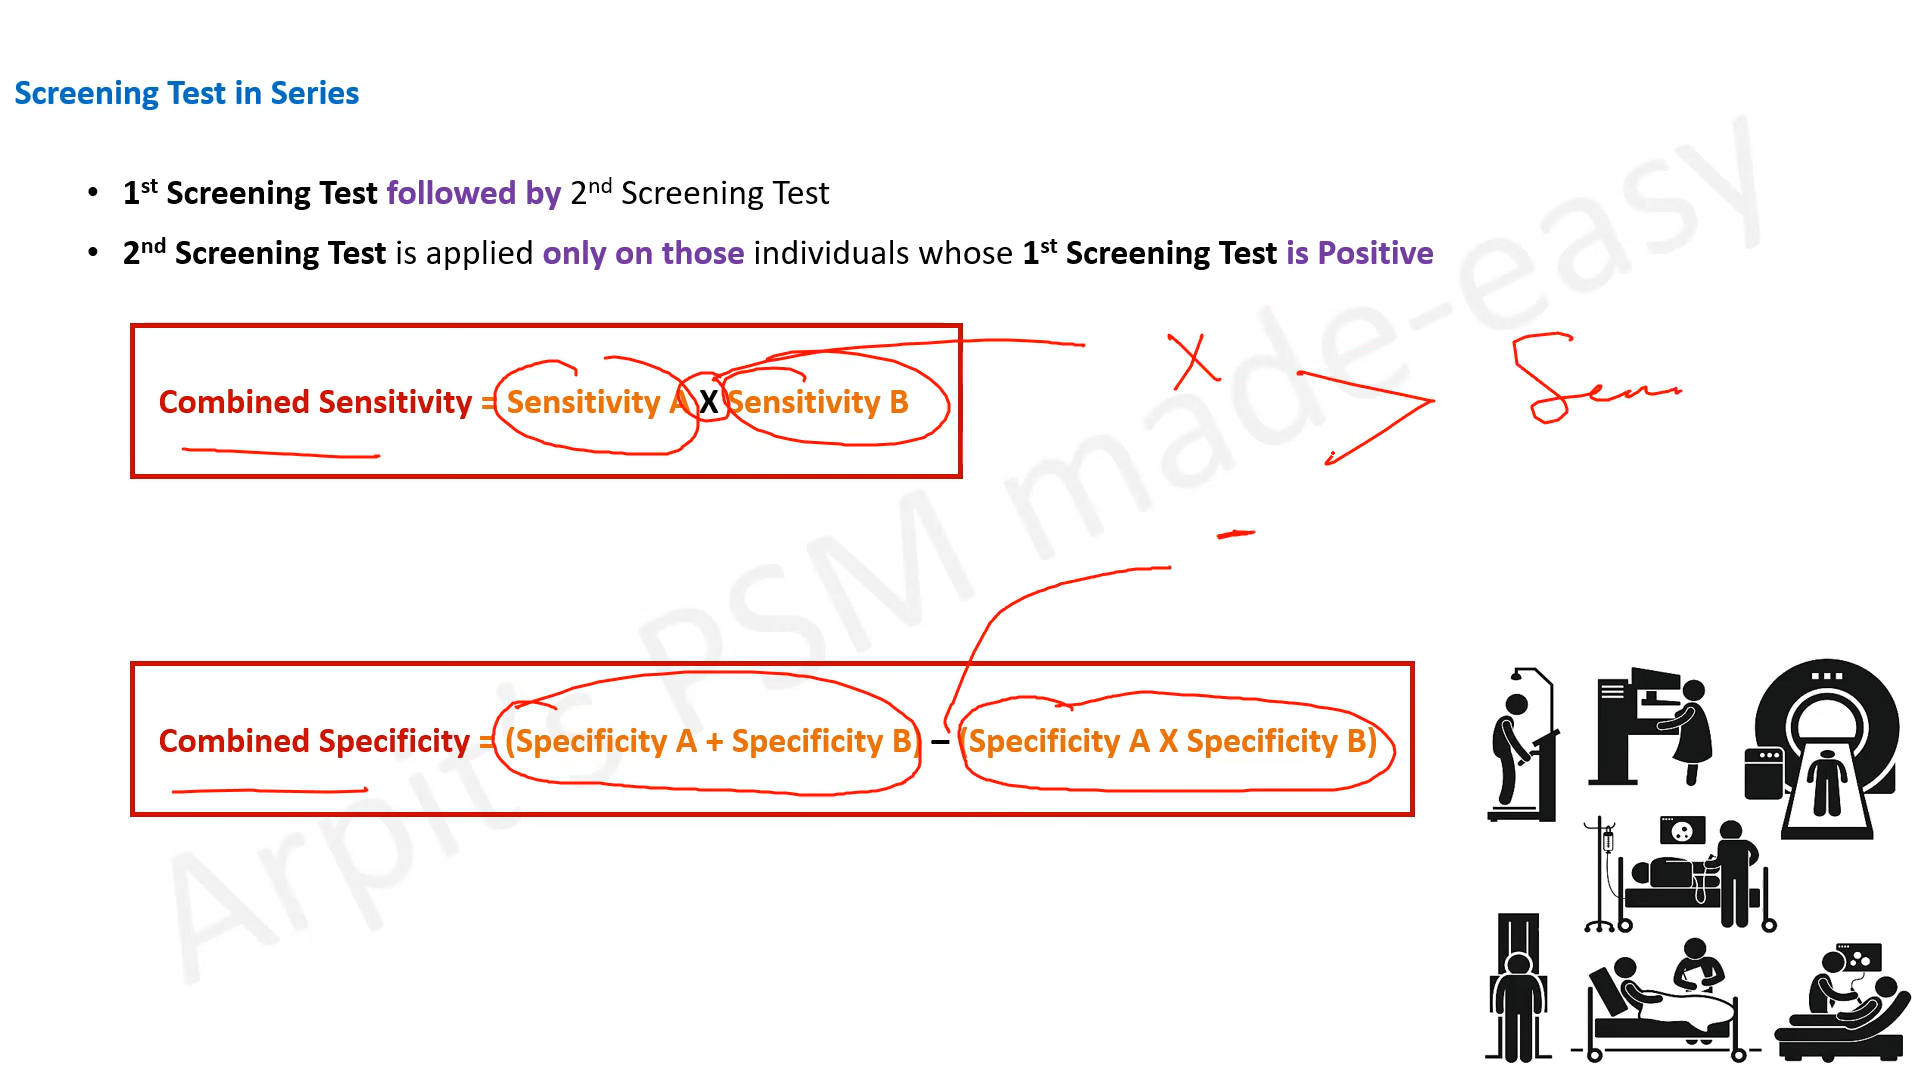 Screening Test in Series
• 1st Screening Test followed by 2nd Screening Test
• 2nd Screening Test is applied only on those individuals whose 1st Screening Test is Positive
Combined Sensitivity = Sensitivity A X Sensitivity B
X
Sen
–
Combined Specificity = (Specificity A + Specificity B) – (Specificity A X Specificity B)
Arpit's PSM made-easy